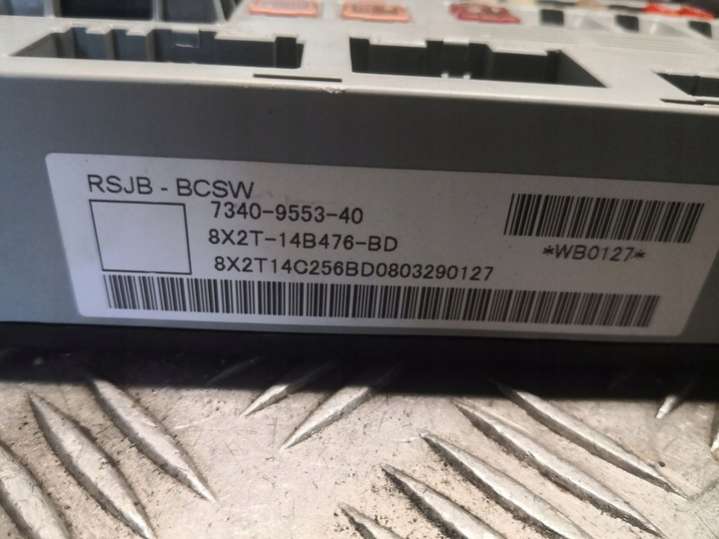 RSJB - BCSW
7340-9553-40
8X2T-14B476-BD
*WB0127*
8X2T14C256BD0803290127